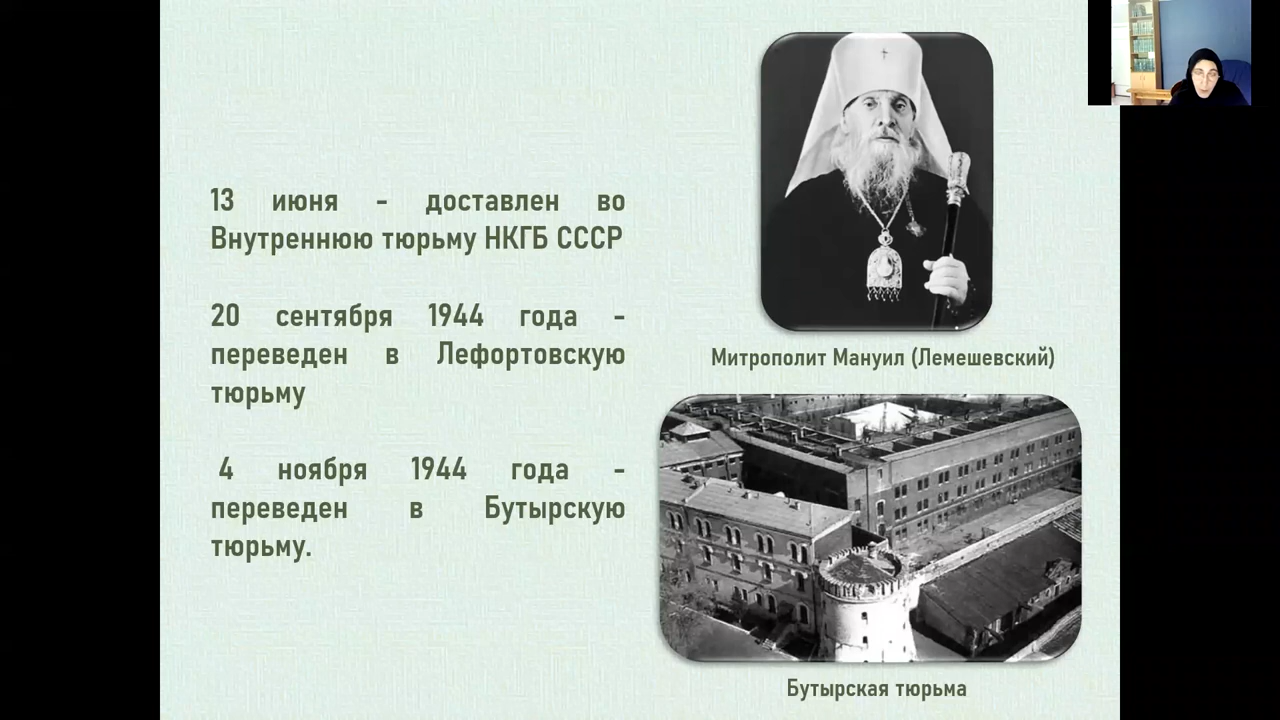 13 июня - доставлен во
Внутреннюю тюрьму НКГБ СССР
20 сентября 1944 года -
переведен в Лефортовскую
тюрьму
4 ноября 1944 года -
переведен в Бутырскую
тюрьму.
Митрополит Мануил (Лемешевский)
Бутырская тюрьма